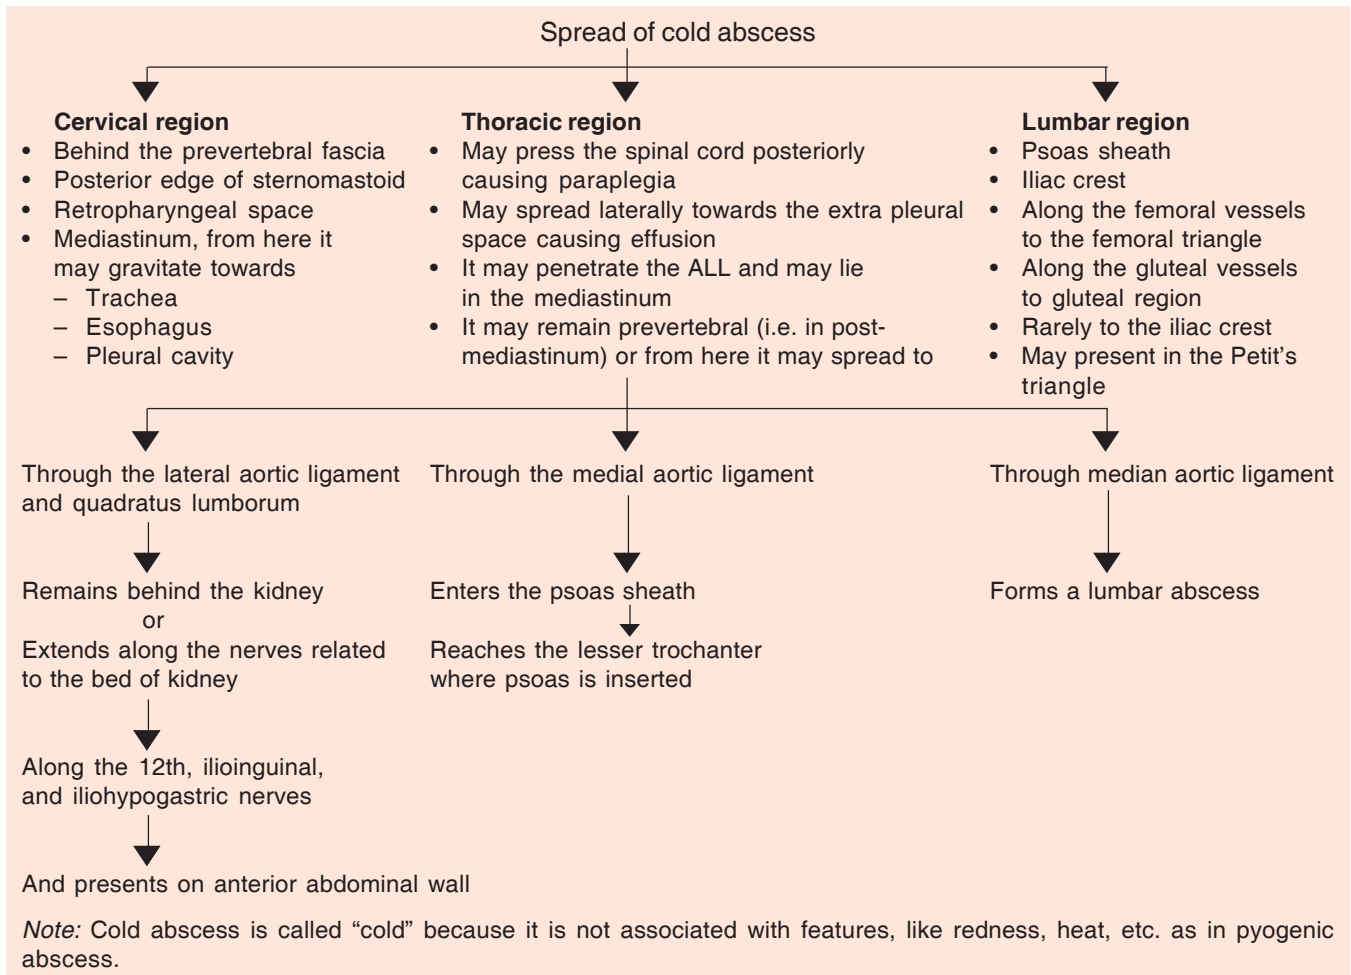 Spread of cold abscess
Cervical region
• Behind the prevertebral fascia
• Posterior edge of sternomastoid
• Retropharyngeal space
• Mediastinum, from here it
may gravitate towards
– Trachea
– Esophagus
– Pleural cavity
Thoracic region
• May press the spinal cord posteriorly
causing paraplegia
• May spread laterally towards the extra pleural
space causing effusion
• It may penetrate the ALL and may lie
in the mediastinum
• It may remain prevertebral (i.e. in post-
mediastinum) or from here it may spread to
Lumbar region
• Psoas sheath
• Iliac crest
• Along the femoral vessels
to the femoral triangle
• Along the gluteal vessels
to gluteal region
• Rarely to the iliac crest
• May present in the Petit's
triangle
Through the lateral aortic ligament
and quadratus lumborum
Remains behind the kidney
or
Extends along the nerves related
to the bed of kidney
Along the 12th, ilioinguinal,
and iliohypogastric nerves
And presents on anterior abdominal wall
Through the medial aortic ligament
Enters the psoas sheath
Reaches the lesser trochanter
where psoas is inserted
Through median aortic ligament
Forms a lumbar abscess
Note: Cold abscess is called “cold” because it is not associated with features, like redness, heat, etc. as in pyogenic
abscess.